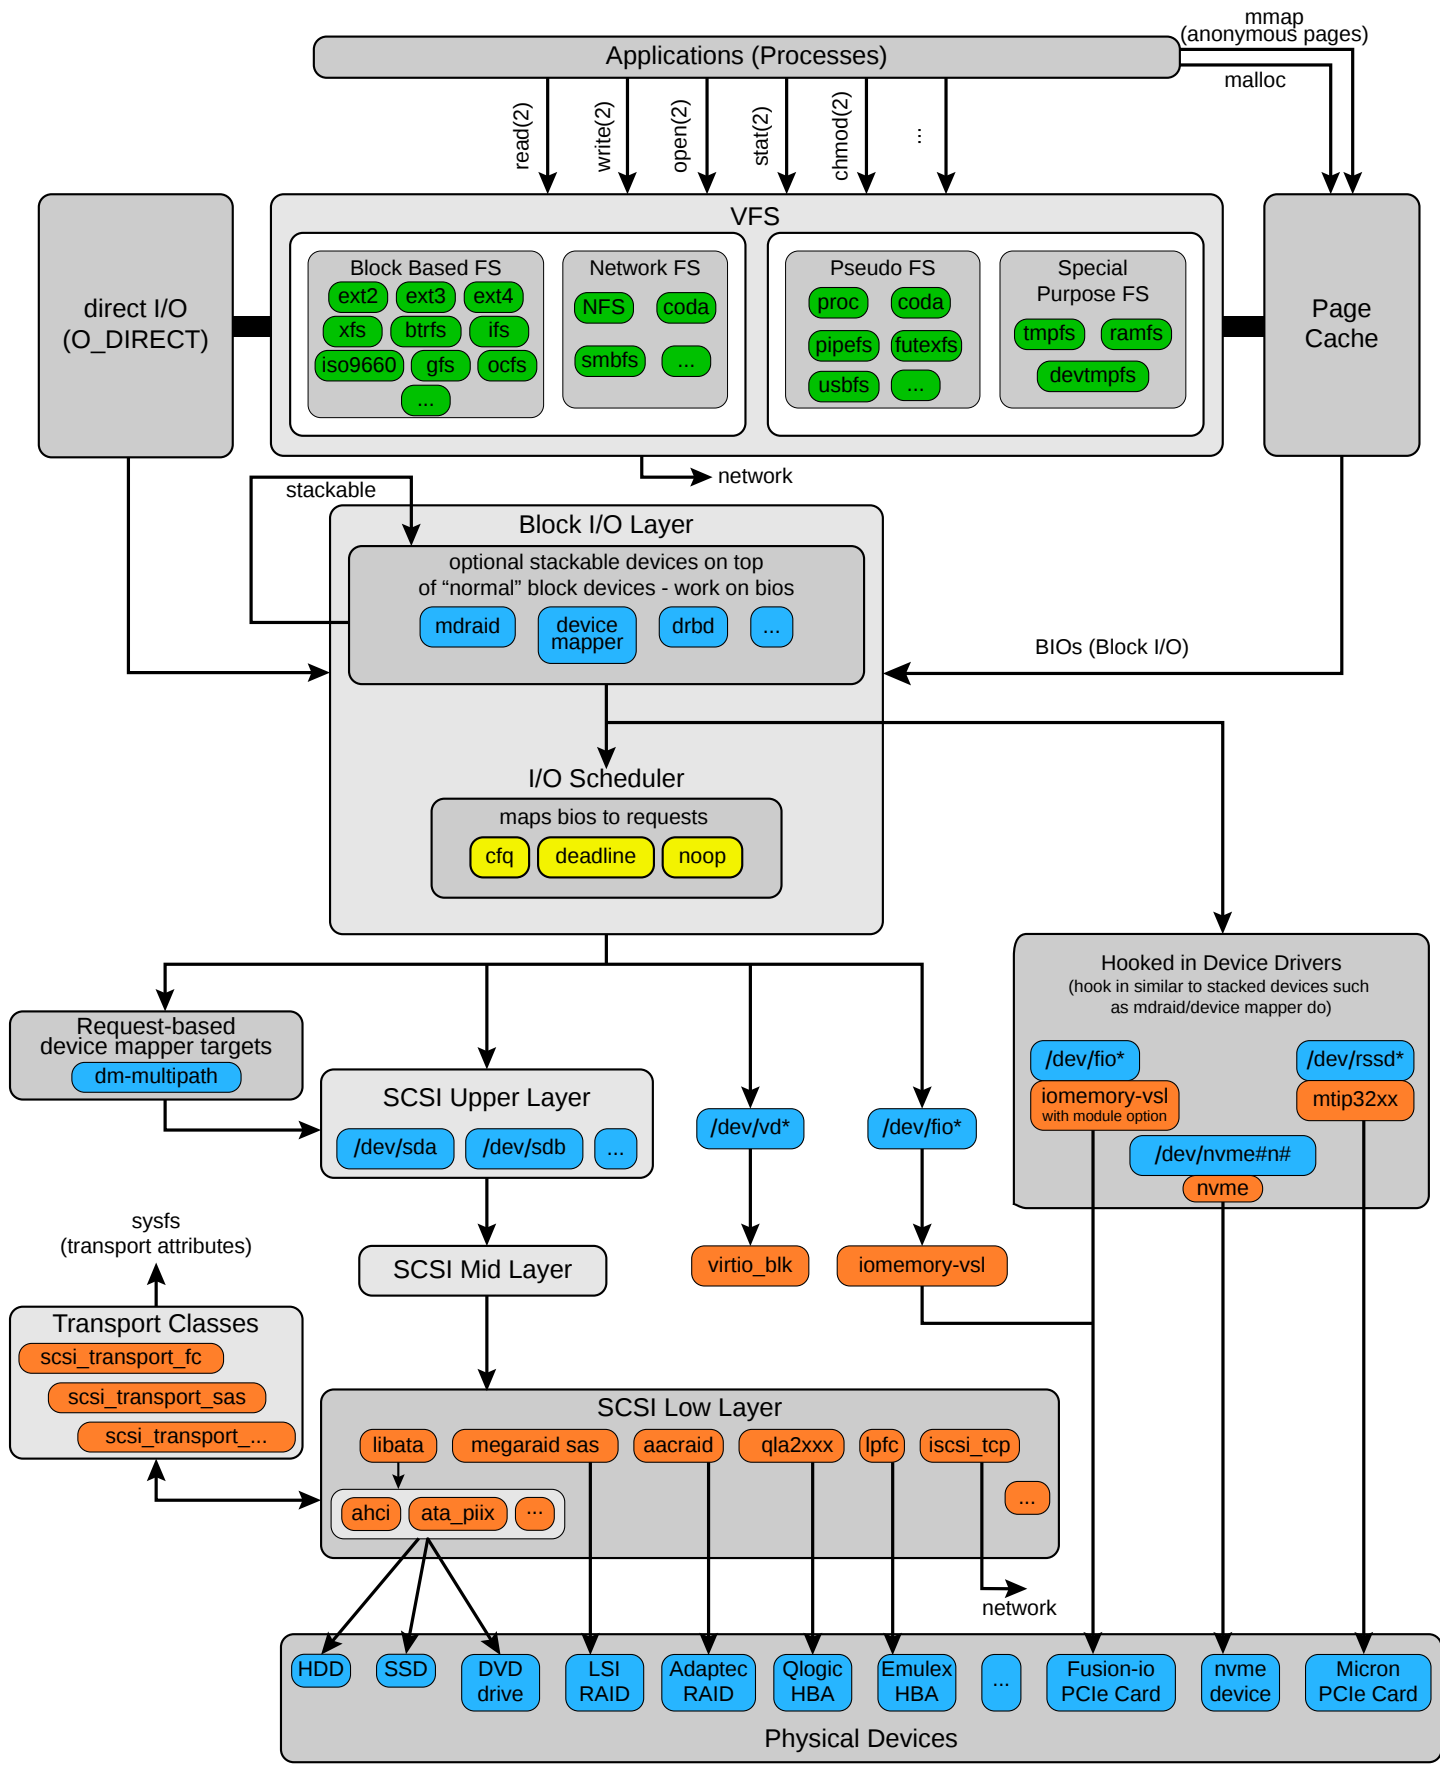 mmap
(anonymous pages)
malloc
Applications (Processes)
read(2)
write(2)
open(2)
stat(2)
chmod(2)
...
direct I/O
(O_DIRECT)
VFS
Block Based FS
ext2 ext3 ext4
xfs btrfs ifs
iso9660 gfs ocfs
...
Network FS
NFS coda
smbfs ...
Pseudo FS
proc coda
pipefs futexfs
usbfs ...
Special
Purpose FS
tmpfs ramfs
devtmpfs
Page
Cache
network
stackable
Block I/O Layer
optional stackable devices on top
of “normal” block devices - work on bios
mdraid
device
mapper
drbd
...
BIOs (Block I/O)
I/O Scheduler
maps bios to requests
cfq deadline noop
Hooked in Device Drivers
(hook in similar to stacked devices such
as mdraid/device mapper do)
/dev/fio*
iomemory-vsl
with module option
/dev/rssd*
mtip32xx
/dev/nvme#n#
nvme
Request-based
device mapper targets
dm-multipath
SCSI Upper Layer
/dev/sda /dev/sdb ...
/dev/vd*
/dev/fio*
virtio_blk
iomemory-vsl
SCSI Mid Layer
sysfs
(transport attributes)
Transport Classes
scsi_transport_fc
scsi_transport_sas
scsi_transport_...
SCSI Low Layer
libata megaraid sas aacraid qla2xxx lpfc iscsi_tcp
...
ahci ata_piix ...
network
HDD
SSD
DVD
drive
LSI
RAID
Adaptec
RAID
Qlogic
HBA
Emulex
HBA
...
Fusion-io
PCIe Card
nvme
device
Micron
PCIe Card
Physical Devices